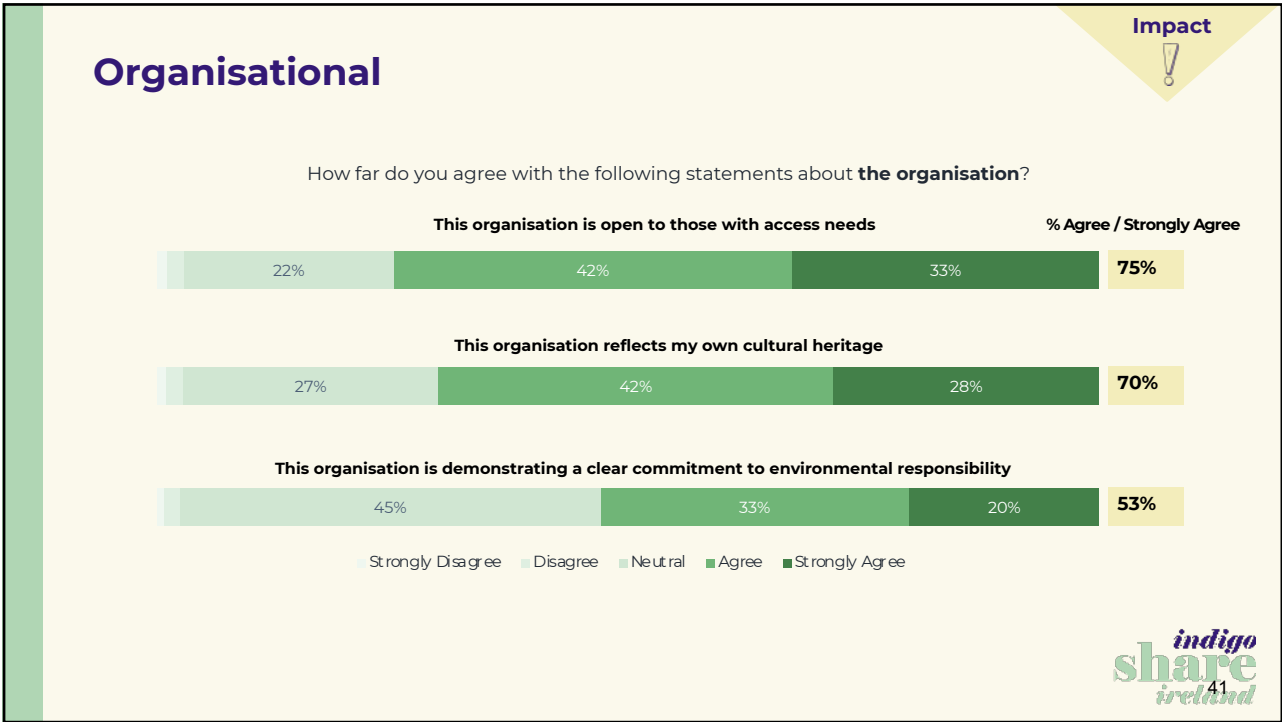 Impact
Organisational
How far do you agree with the following statements about the organisation?
This organisation is open to those with access needs
% Agree / Strongly Agree
22% 42% 33% 75%
This organisation reflects my own cultural heritage
27% 42% 28% 70%
This organisation is demonstrating a clear commitment to environmental responsibility
45% 33% 20% 53%
Strongly Disagree Disagree Neutral Agree Strongly Agree
indigo
share
ireland
41